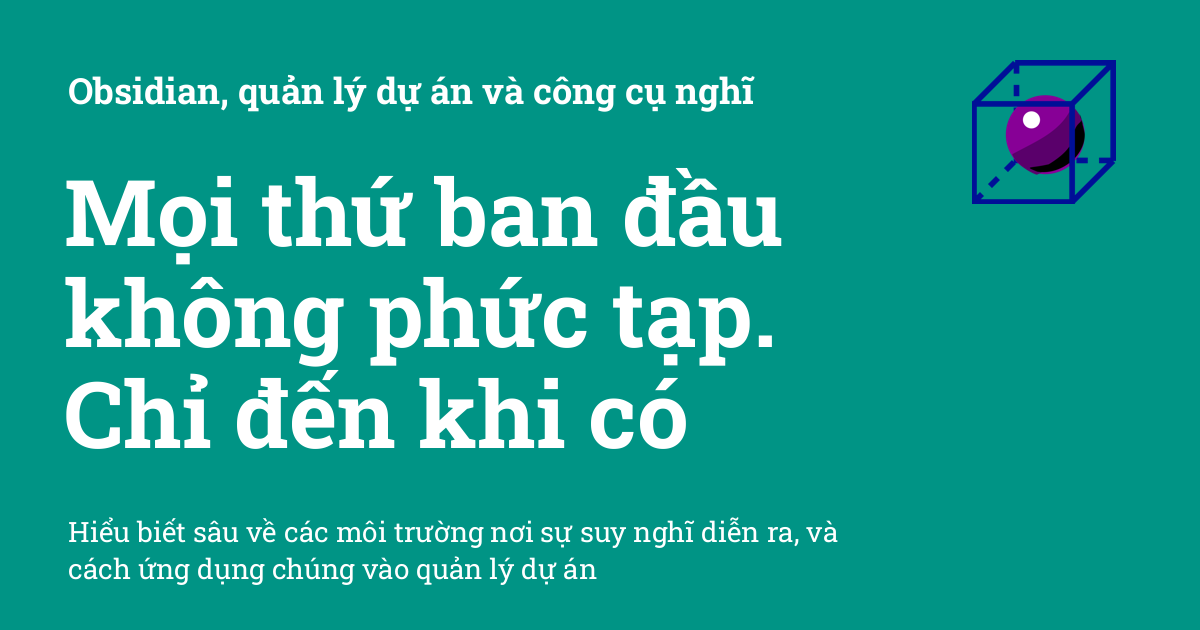 Obsidian, quản lý dự án và công cụ nghĩ
Mọi thứ ban đầu
không phức tạp.
Chỉ đến khi có
Hiểu biết sâu về các môi trường nơi sự suy nghĩ diễn ra, và
cách ứng dụng chúng vào quản lý dự án